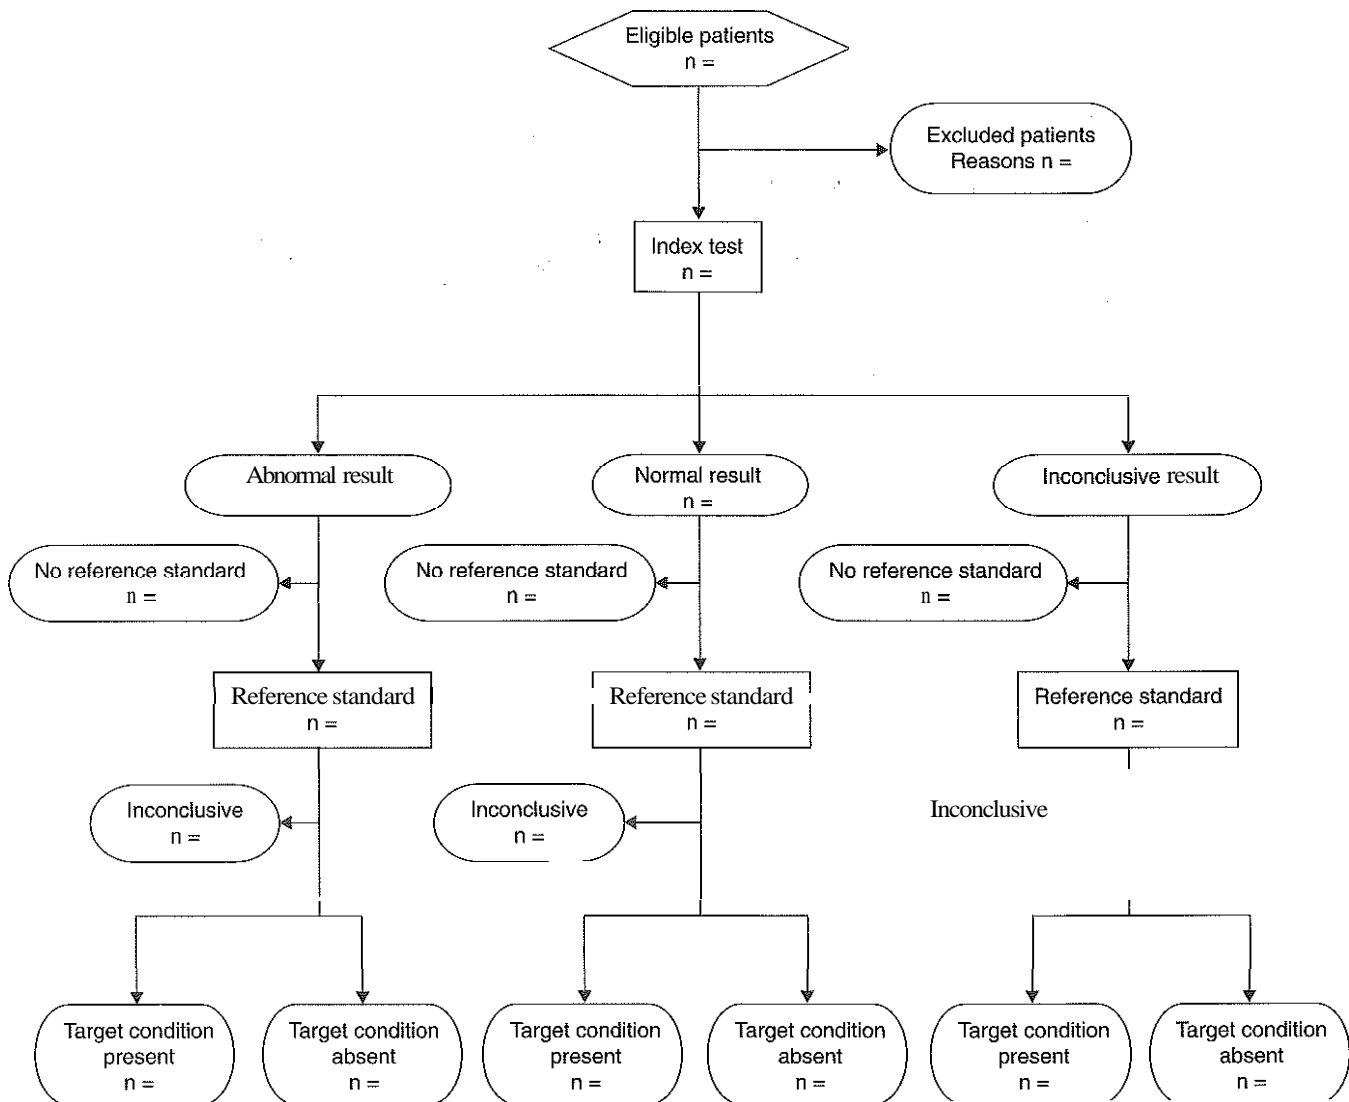 Eligible patients
n =
Excluded patients
Reasons n =
Index test
n =
Abnormal result
Normal result
n =
Inconclusive result
No reference standard
n =
No reference standard
n =
No reference standard
n =
Reference standard
n =
Reference standard
n =
Reference standard
n =
Inconclusive
n =
Inconclusive
n =
Inconclusive
Target condition
present
n =
Target condition
absent
n =
Target condition
present
n =
Target condition
absent
n =
Target condition
present
n =
Target condition
absent
n =